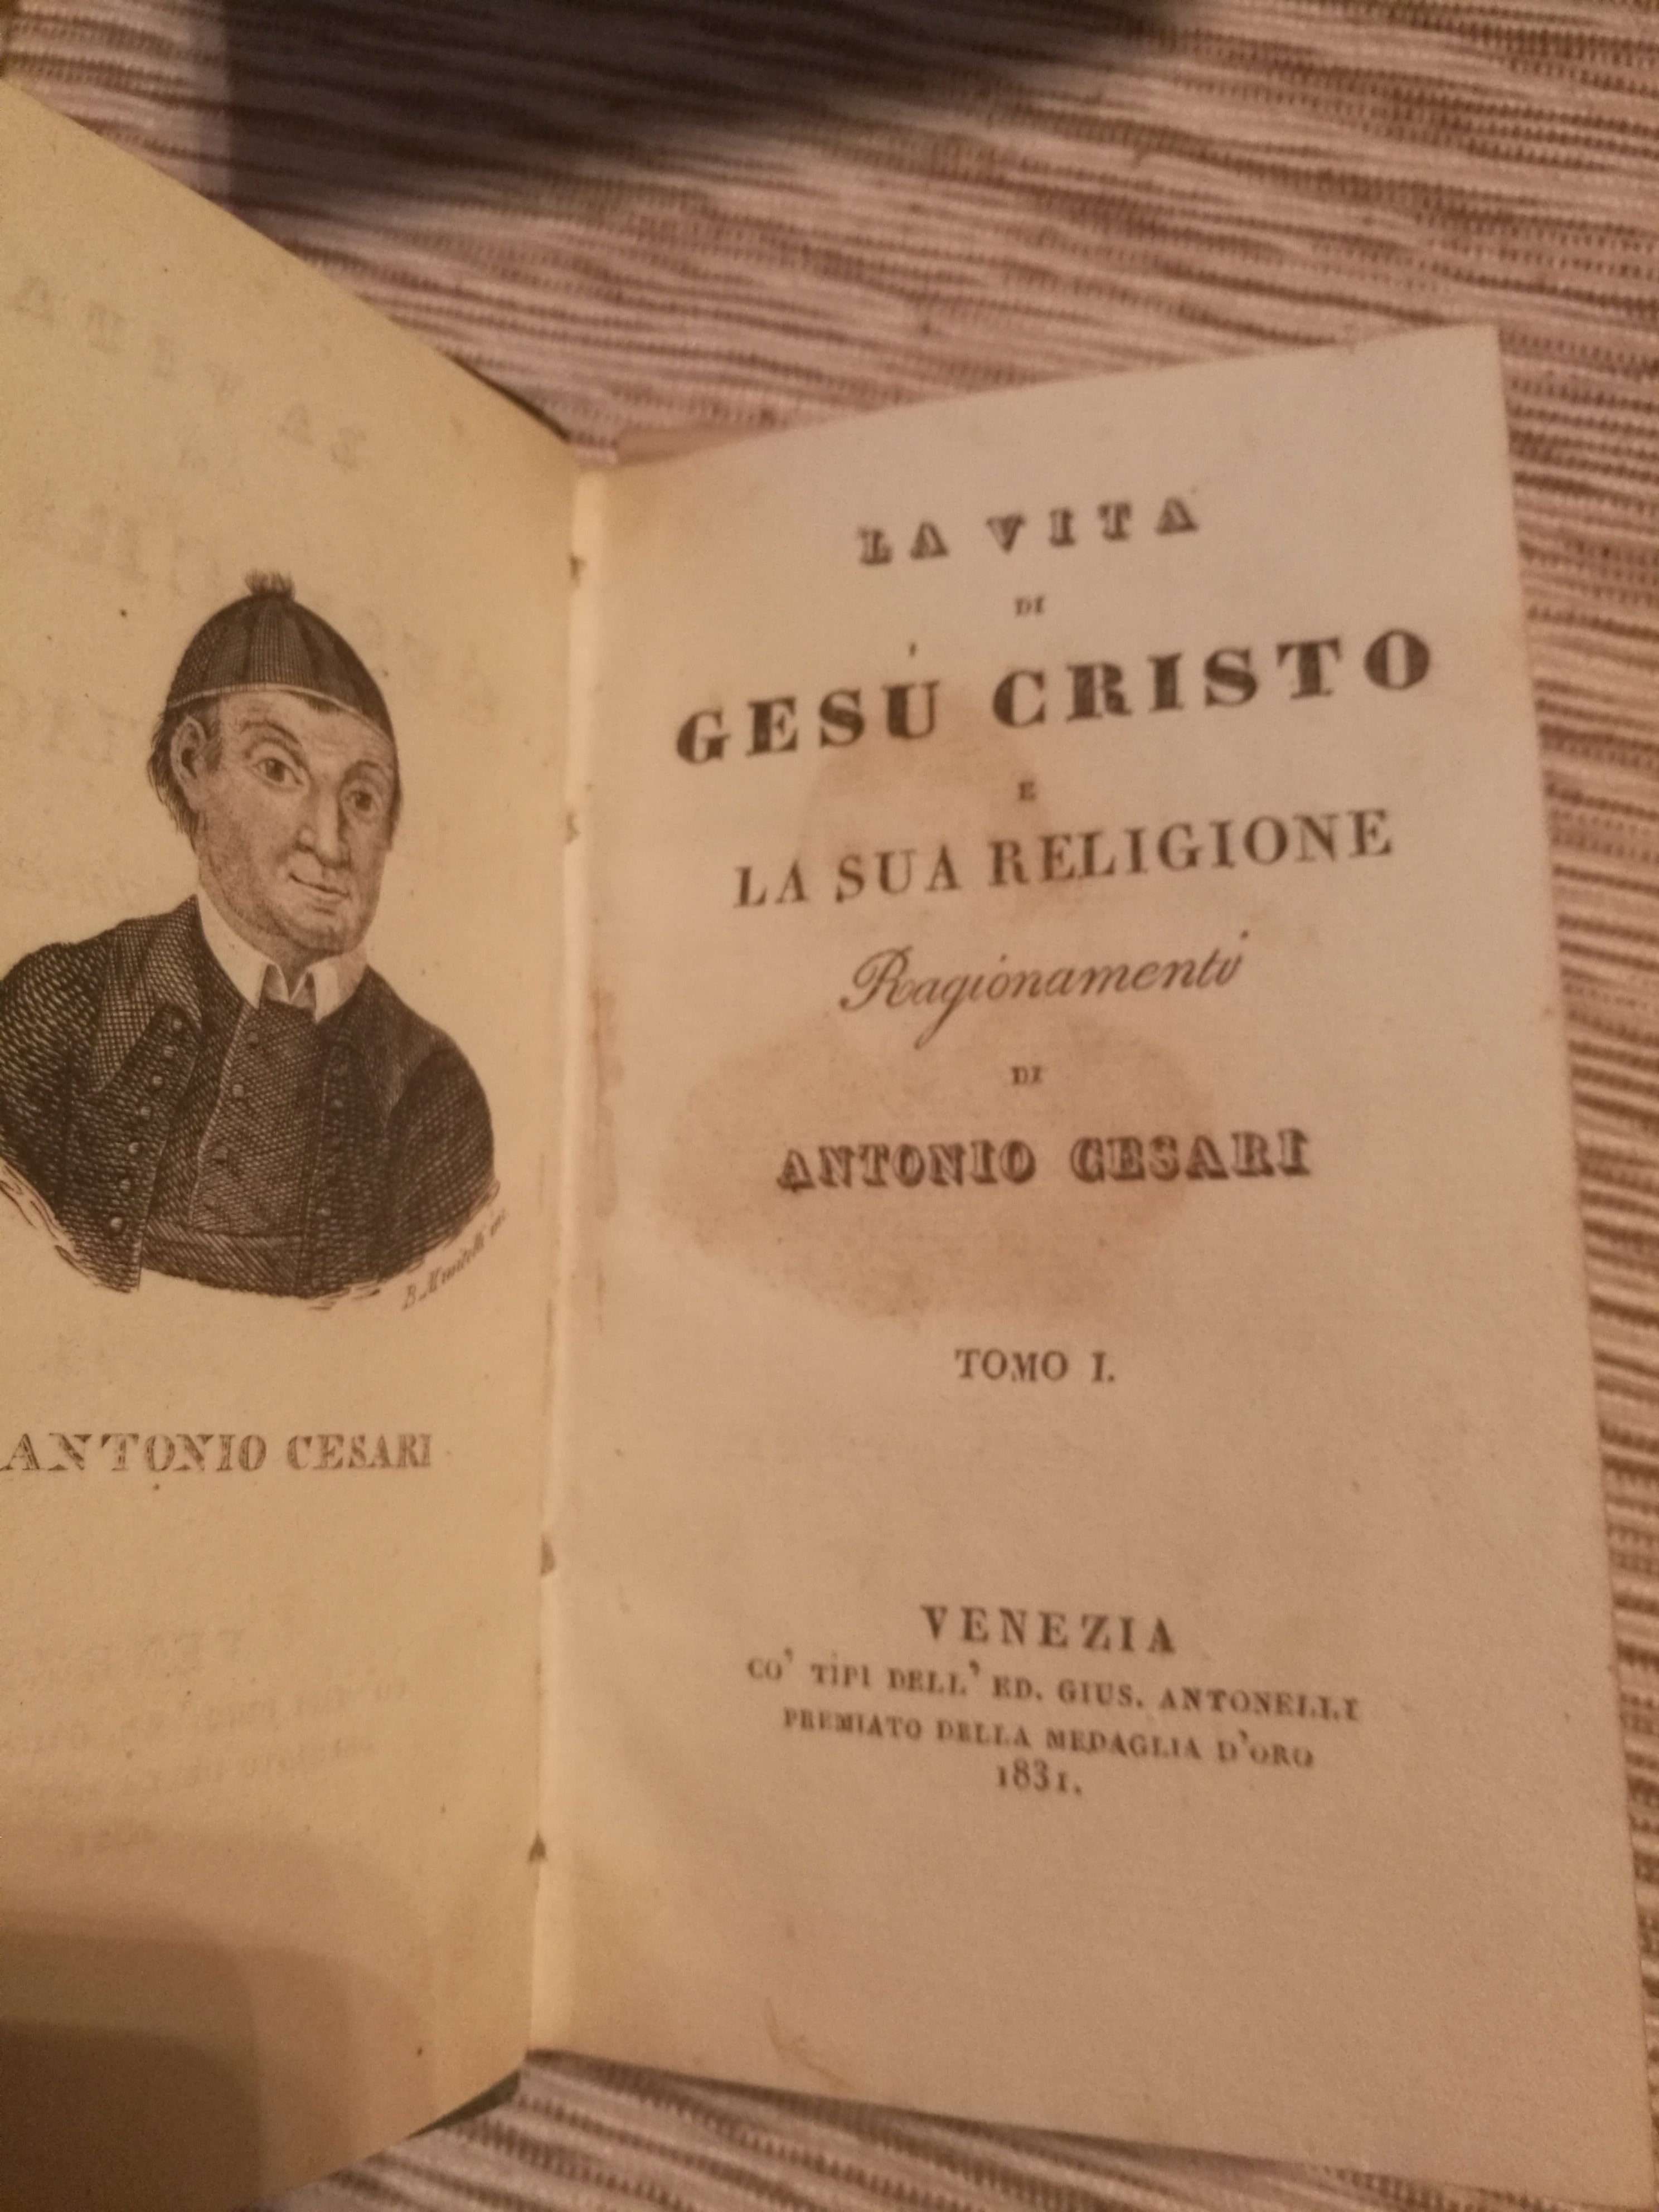 ANTONIO CESARI
LA VITA
DI
GESÙ CRISTO
E
LA SUA RELIGIONE
Ragionamenti
DI
ANTONIO CESARI
TOMO I.
VENEZIA
CO' TIPI DELL' ED. GIUS. ANTONELLI
PREMIATO DELLA MEDAGLIA D'ORO
1831.